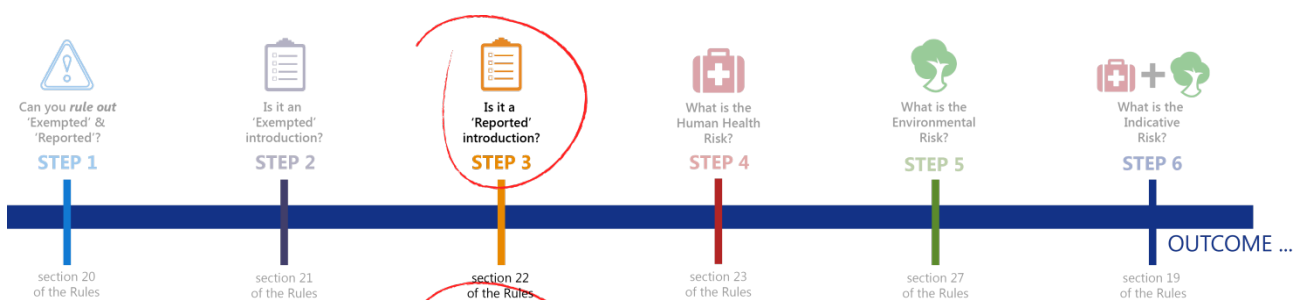 Can you rule out
'Exempted' &
'Reported'?
STEP 1
Is it an
'Exempted'
introduction?
STEP 2
Is it a
'Reported'
introduction?
STEP 3
What is the
Human Health
Risk?
STEP 4
What is the
Environmental
Risk?
STEP 5
What is the
Indicative
Risk?
STEP 6
OUTCOME ...
section 20
of the Rules
section 21
of the Rules
section 22
of the Rules
section 23
of the Rules
section 27
of the Rules
section 19
of the Rules